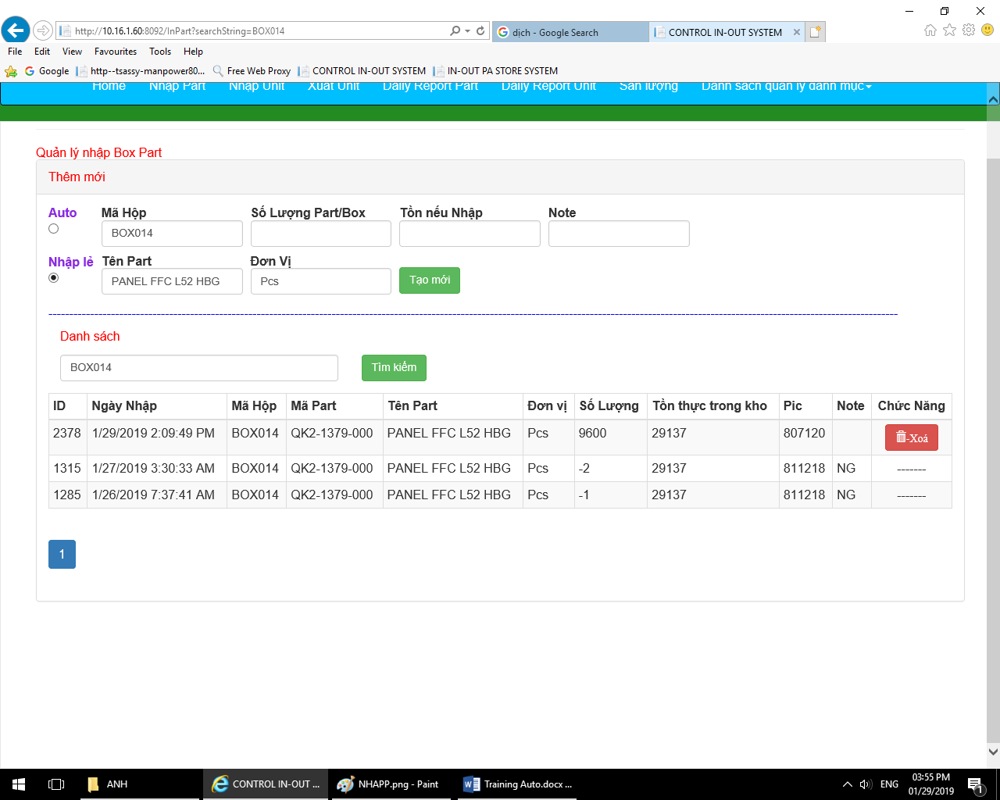 http://10.16.1.60:8092/InPart?searchString=BOX014
dịch - Google Search
CONTROL IN-OUT SYSTEM
File Edit View Favourites Tools Help
Google http--tsassy-manpower80... Free Web Proxy CONTROL IN-OUT SYSTEM IN-OUT PA STORE SYSTEM
Home Nhập Part Nhập Unit Xuất Unit Daily Report Part Daily Report Unit Sản lượng Danh sách quản lý danh mục
Quản lý nhập Box Part
Thêm mới
Auto Mã Hộp Số Lượng Part/Box Tồn nếu Nhập Note
BOX014
Nhập lẻ Tên Part Đơn Vị
PANEL FFC L52 HBG Pcs Tạo mới
Danh sách
BOX014 Tìm kiếm
ID Ngày Nhập Mã Hộp Mã Part Tên Part Đơn vị Số Lượng Tồn thực trong kho Pic Note Chức Năng
2378 1/29/2019 2:09:49 PM BOX014 QK2-1379-000 PANEL FFC L52 HBG Pcs 9600 29137 807120 -Xoá
1315 1/27/2019 3:30:33 AM BOX014 QK2-1379-000 PANEL FFC L52 HBG Pcs -2 29137 811218 NG -------
1285 1/26/2019 7:37:41 AM BOX014 QK2-1379-000 PANEL FFC L52 HBG Pcs -1 29137 811218 NG -------
1
ANH CONTROL IN-OUT ... NHAPP.png - Paint Training Auto.docx ... ENG 03:55 PM
01/29/2019 1